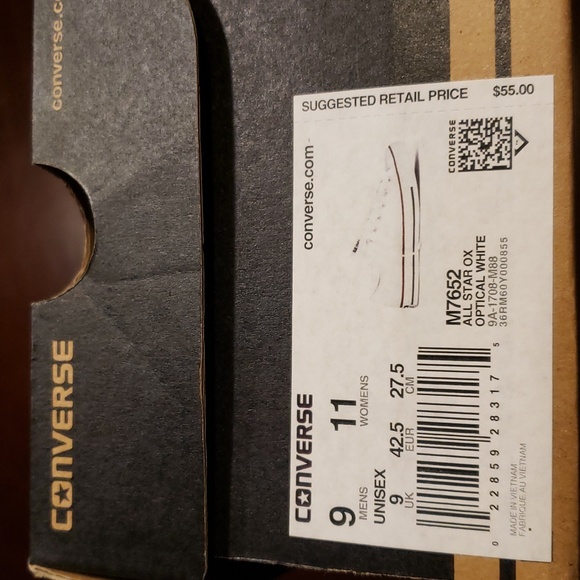 converse.c
CONVERSE
SUGGESTED RETAIL PRICE $55.00
converse.com
CONVERSE
M7652
ALL STAR OX
OPTICAL WHITE
9A-1708-M88
36RM60Y000855
CONVERSE
9 11
MENS WOMENS
UNISEX
9 42.5 27.5
UK EUR CM
0 22859 28317 5
MADE IN VIETNAM
FABRIQUE AU VIETNAM